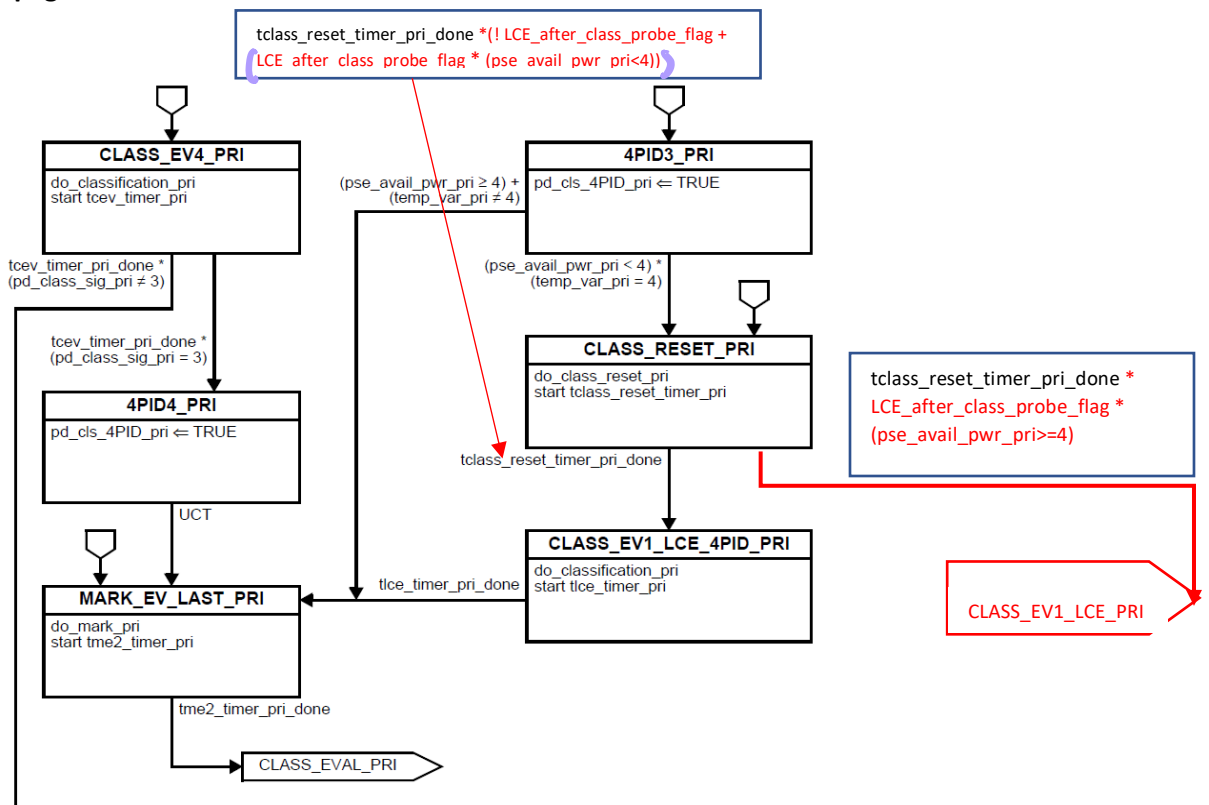 tclass_reset_timer_pri_done *(! LCE_after_class_probe_flag +
LCE_after_class_probe_flag * (pse_avail_pwr_pri<4))
CLASS_EV4_PRI
do_classification_pri
start tcev_timer_pri
4PID3_PRI
pd_cls_4PID_pri ⇐ TRUE
(pse_avail_pwr_pri ≥ 4) +
(temp_var_pri ≠ 4)
tcev_timer_pri_done *
(pd_class_sig_pri ≠ 3)
(pse_avail_pwr_pri < 4) *
(temp_var_pri = 4)
tcev_timer_pri_done *
(pd_class_sig_pri = 3)
CLASS_RESET_PRI
do_class_reset_pri
start tclass_reset_timer_pri
tclass_reset_timer_pri_done *
LCE_after_class_probe_flag *
(pse_avail_pwr_pri>=4)
4PID4_PRI
pd_cls_4PID_pri ⇐ TRUE
tclass_reset_timer_pri_done
UCT
CLASS_EV1_LCE_4PID_PRI
do_classification_pri
start tlce_timer_pri
tlce_timer_pri_done
MARK_EV_LAST_PRI
do_mark_pri
start tme2_timer_pri
CLASS_EV1_LCE_PRI
tme2_timer_pri_done
CLASS_EVAL_PRI